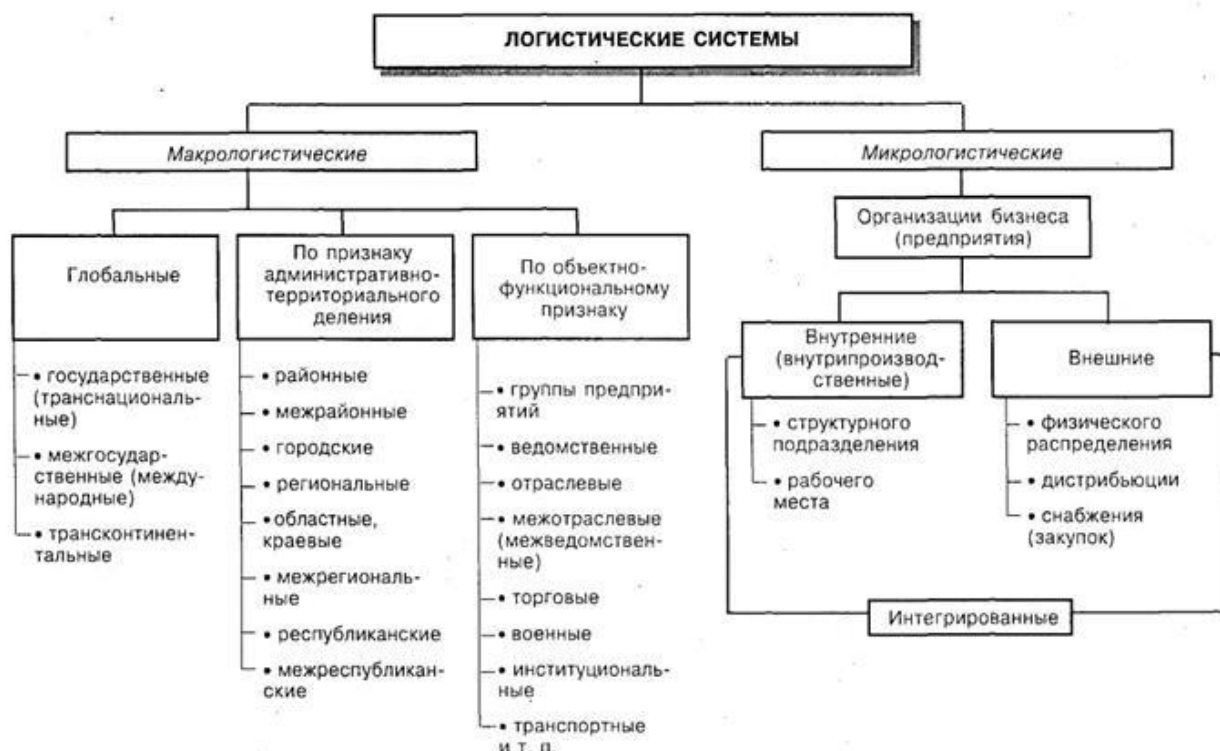 ЛОГИСТИЧЕСКИЕ СИСТЕМЫ
Макрологистические
Микрологистические
Организации бизнеса
(предприятия)
Глобальные
По признаку
административно-
территориального
деления
По объектно-
функциональному
признаку
Внутренние
(внутрипроизвод-
ственные)
Внешние
• государственные
(транснациональ-
ные)
• межгосудар-
ственные (между-
народные)
• трансконтинен-
тальные
• районные
• межрайонные
• городские
• региональные
• областные,
краевые
• межрегиональ-
ные
• республиканские
• межреспубликан-
ские
• группы предпри-
ятий
• ведомственные
• отраслевые
• межотраслевые
(межведомствен-
ные)
• торговые
• военные
• институциональ-
ные
• транспортные
и т. п.
• структурного
подразделения
• рабочего
места
• физического
распределения
• дистрибьюции
• снабжения
(закупок)
Интегрированные